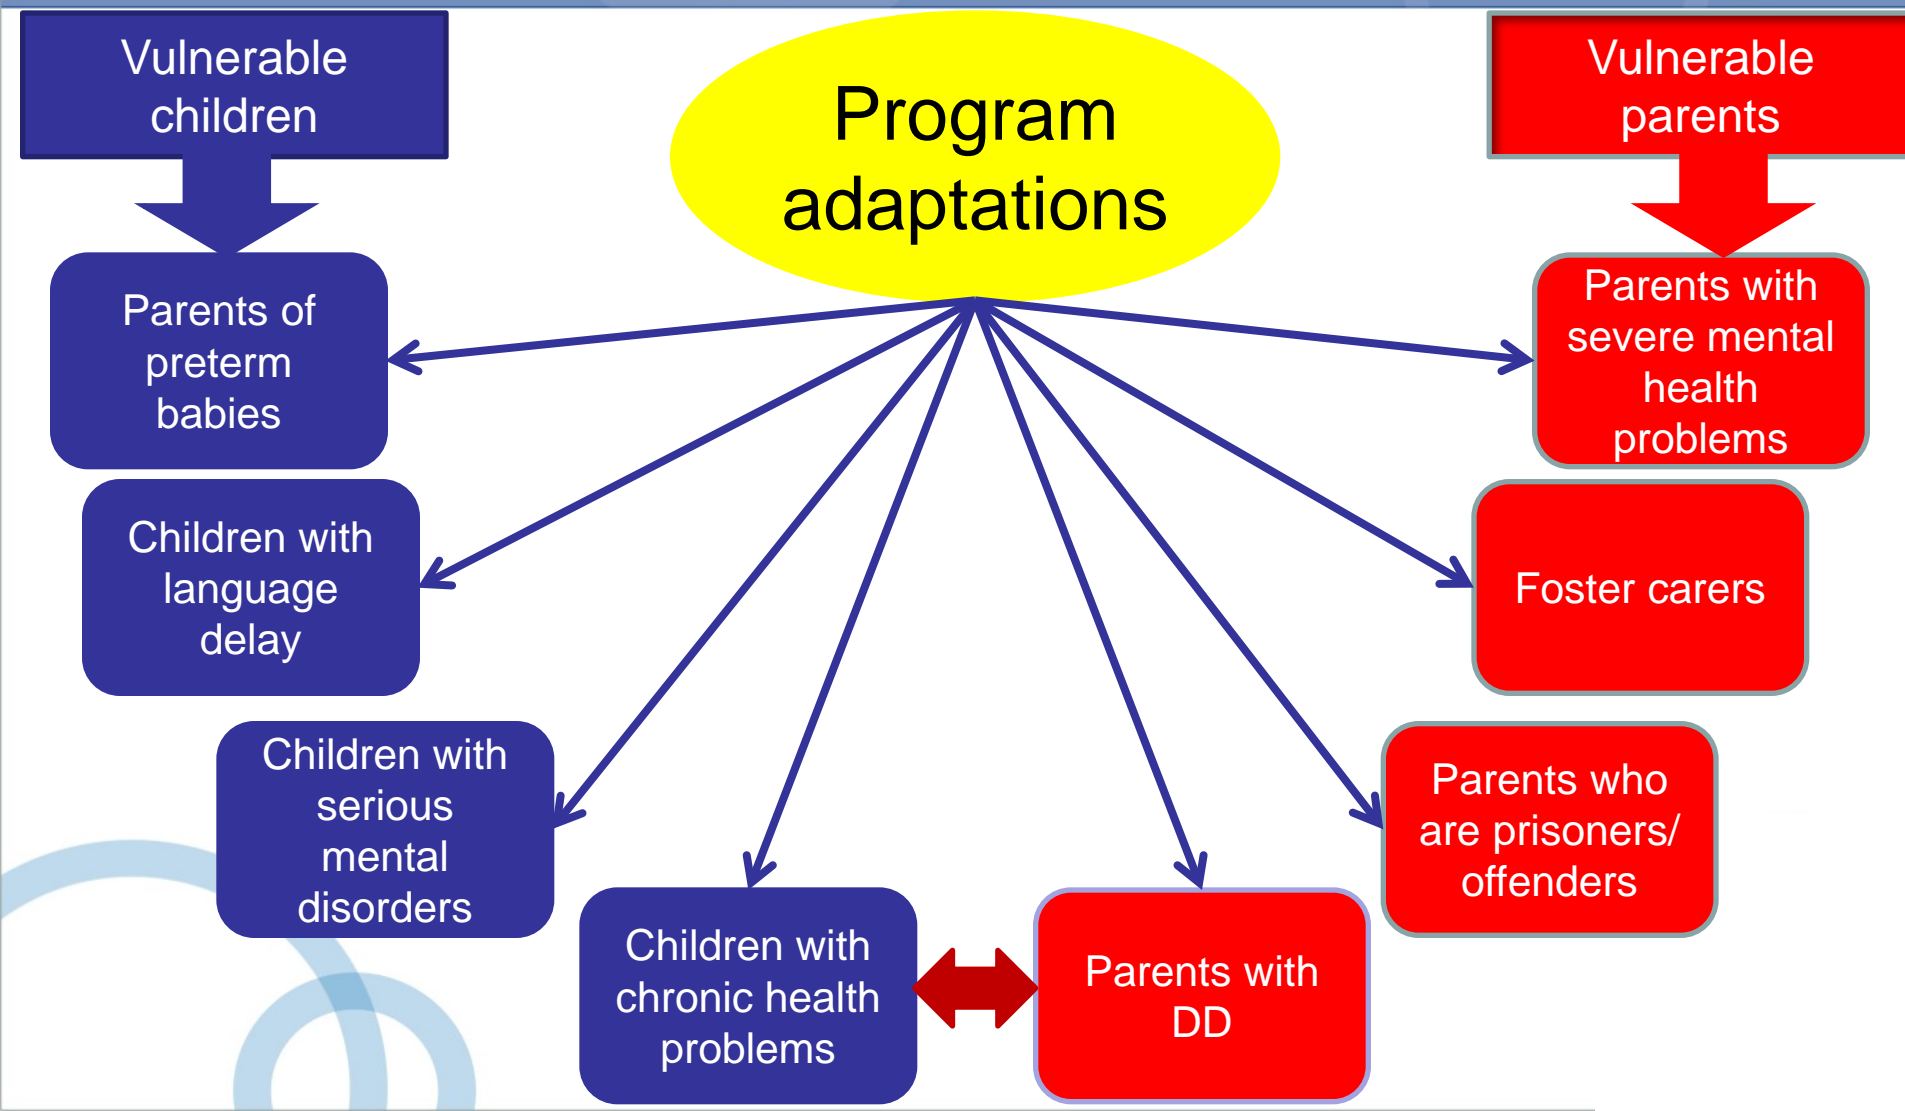 Vulnerable
children
Program
adaptations
Vulnerable
parents
Parents of
preterm
babies
Parents with
severe mental
health
problems
Children with
language
delay
Foster carers
Children with
serious
mental
disorders
Parents who
are prisoners/
offenders
Children with
chronic health
problems
Parents with
DD